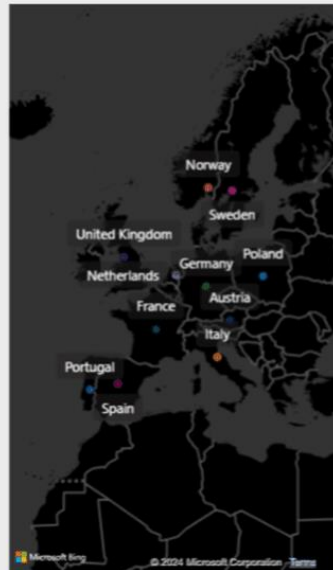 Norway
Sweden
United Kingdom
Poland
Germany
Netherlands
Austria
France
Italy
Portugal
Spain
Microsoft Bing
© 2024 Microsoft Corporation Terms